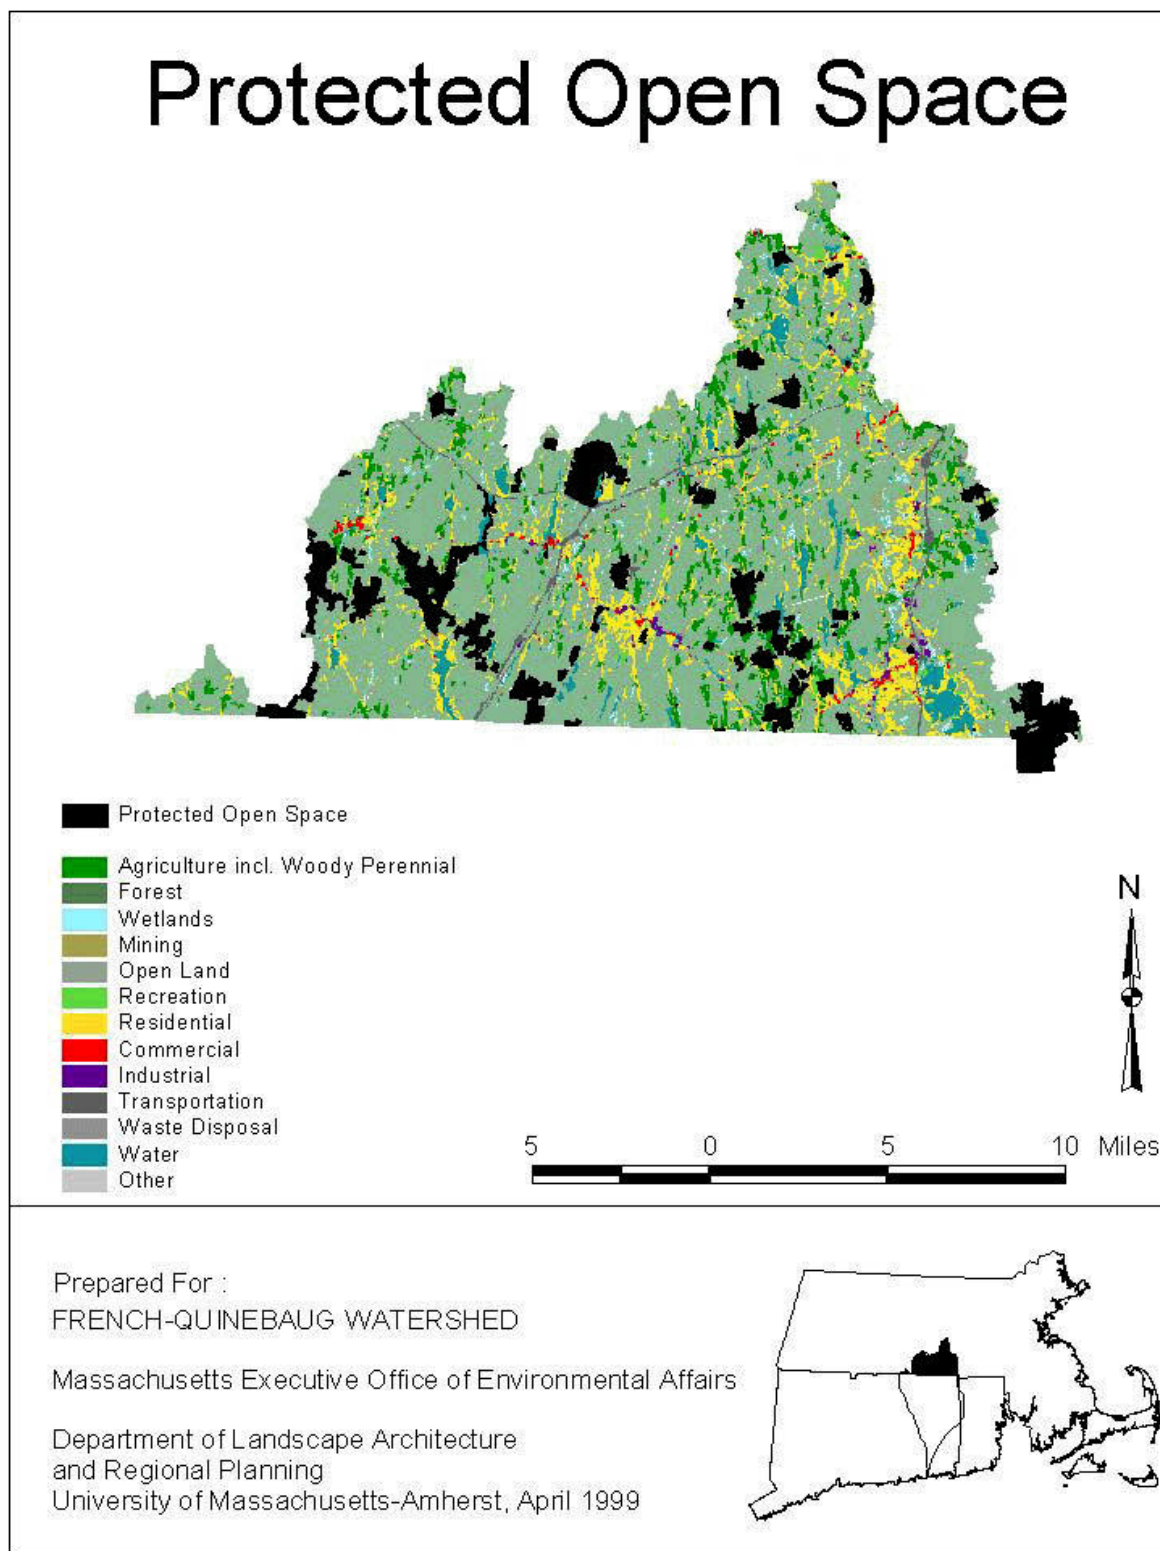 Protected Open Space
Protected Open Space
Agriculture incl. Woody Perennial
Forest
Wetlands
Mining
Open Land
Recreation
Residential
Commercial
Industrial
Transportation
Waste Disposal
Water
Other
N
5 0 5 10 Miles
Prepared For :
FRENCH-QUINEBAUG WATERSHED
Massachusetts Executive Office of Environmental Affairs
Department of Landscape Architecture
and Regional Planning
University of Massachusetts-Amherst, April 1999